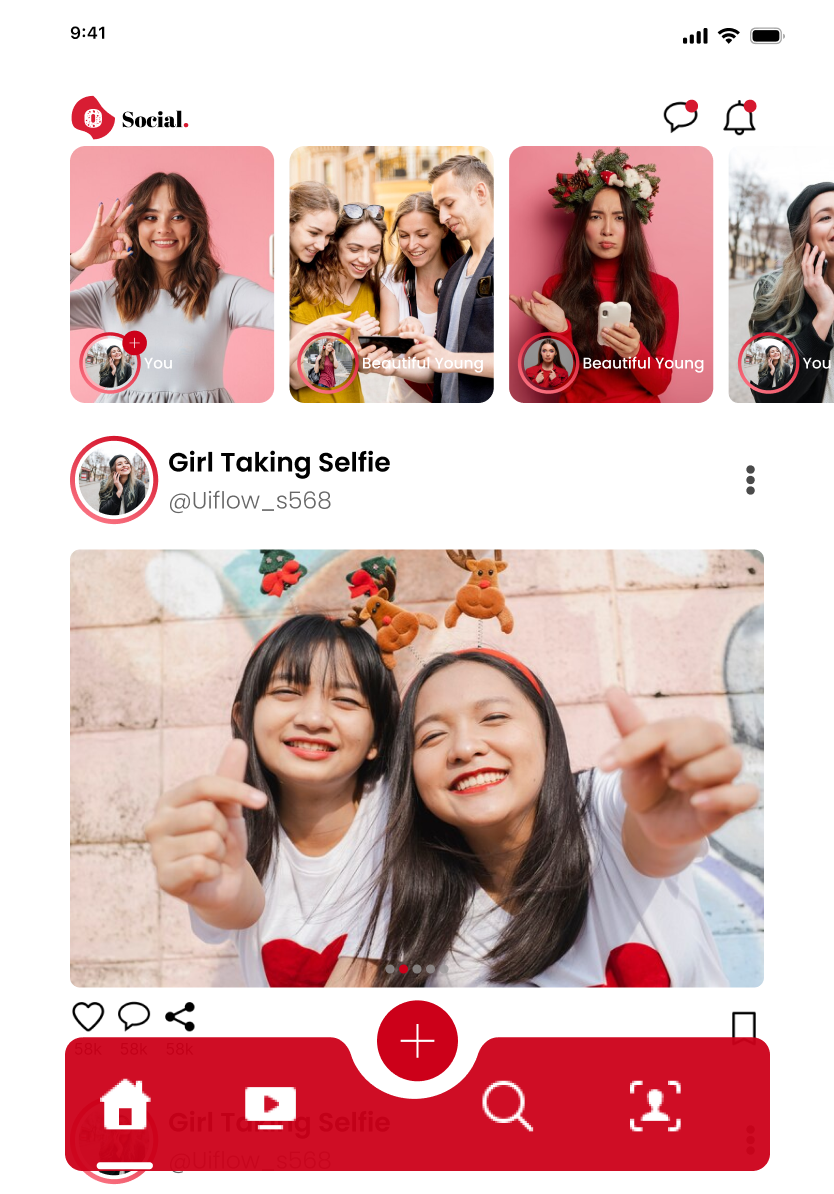 9:41
Social.
You
Beautiful Young
Beautiful Young
You
Girl Taking Selfie
@Uiflow_s568
58k
58k
58k
Girl Taking Selfie
@Uiflow_s568